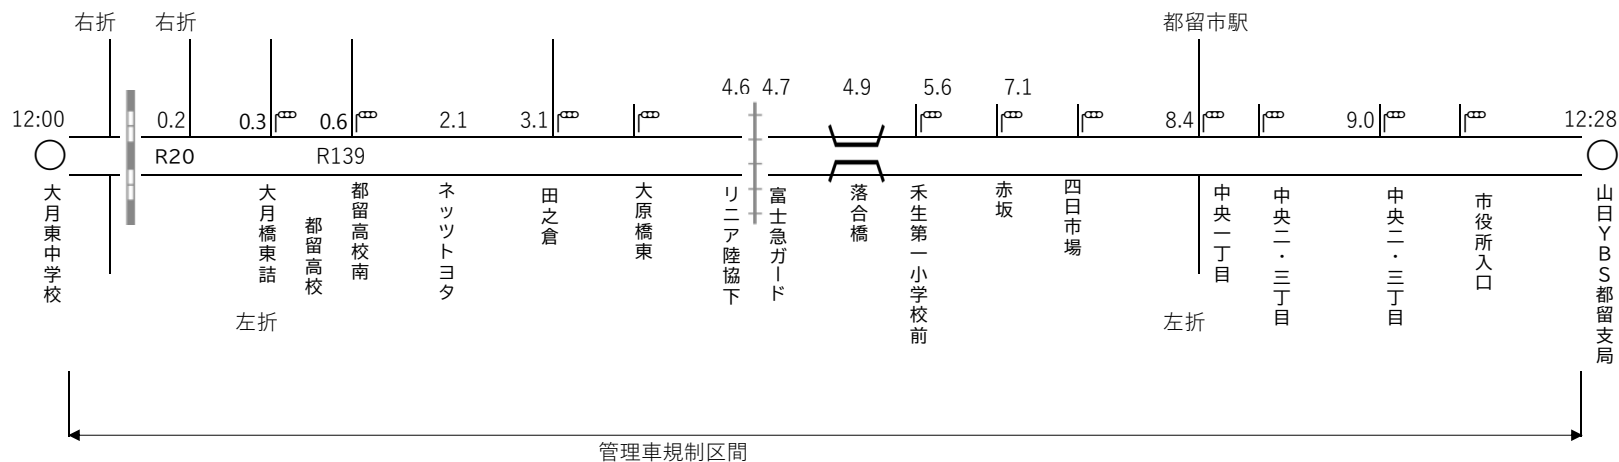 右折
右折
都留市駅
12:00
0.2
0.3
0.6
2.1
3.1
4.6
4.7
4.9
5.6
7.1
8.4
9.0
12:28
R20
R139
大月東中学校
大月橋東詰
都留高校
都留高校南
ネッツトヨタ
田之倉
大原橋東
リニア陸協下
富士急ガード
落合橋
禾生第一小学校前
赤坂
四日市場
中央一丁目
中央二・三丁目
中央二・三丁目
市役所入口
山日YBS都留支局
左折
左折
管理車規制区間